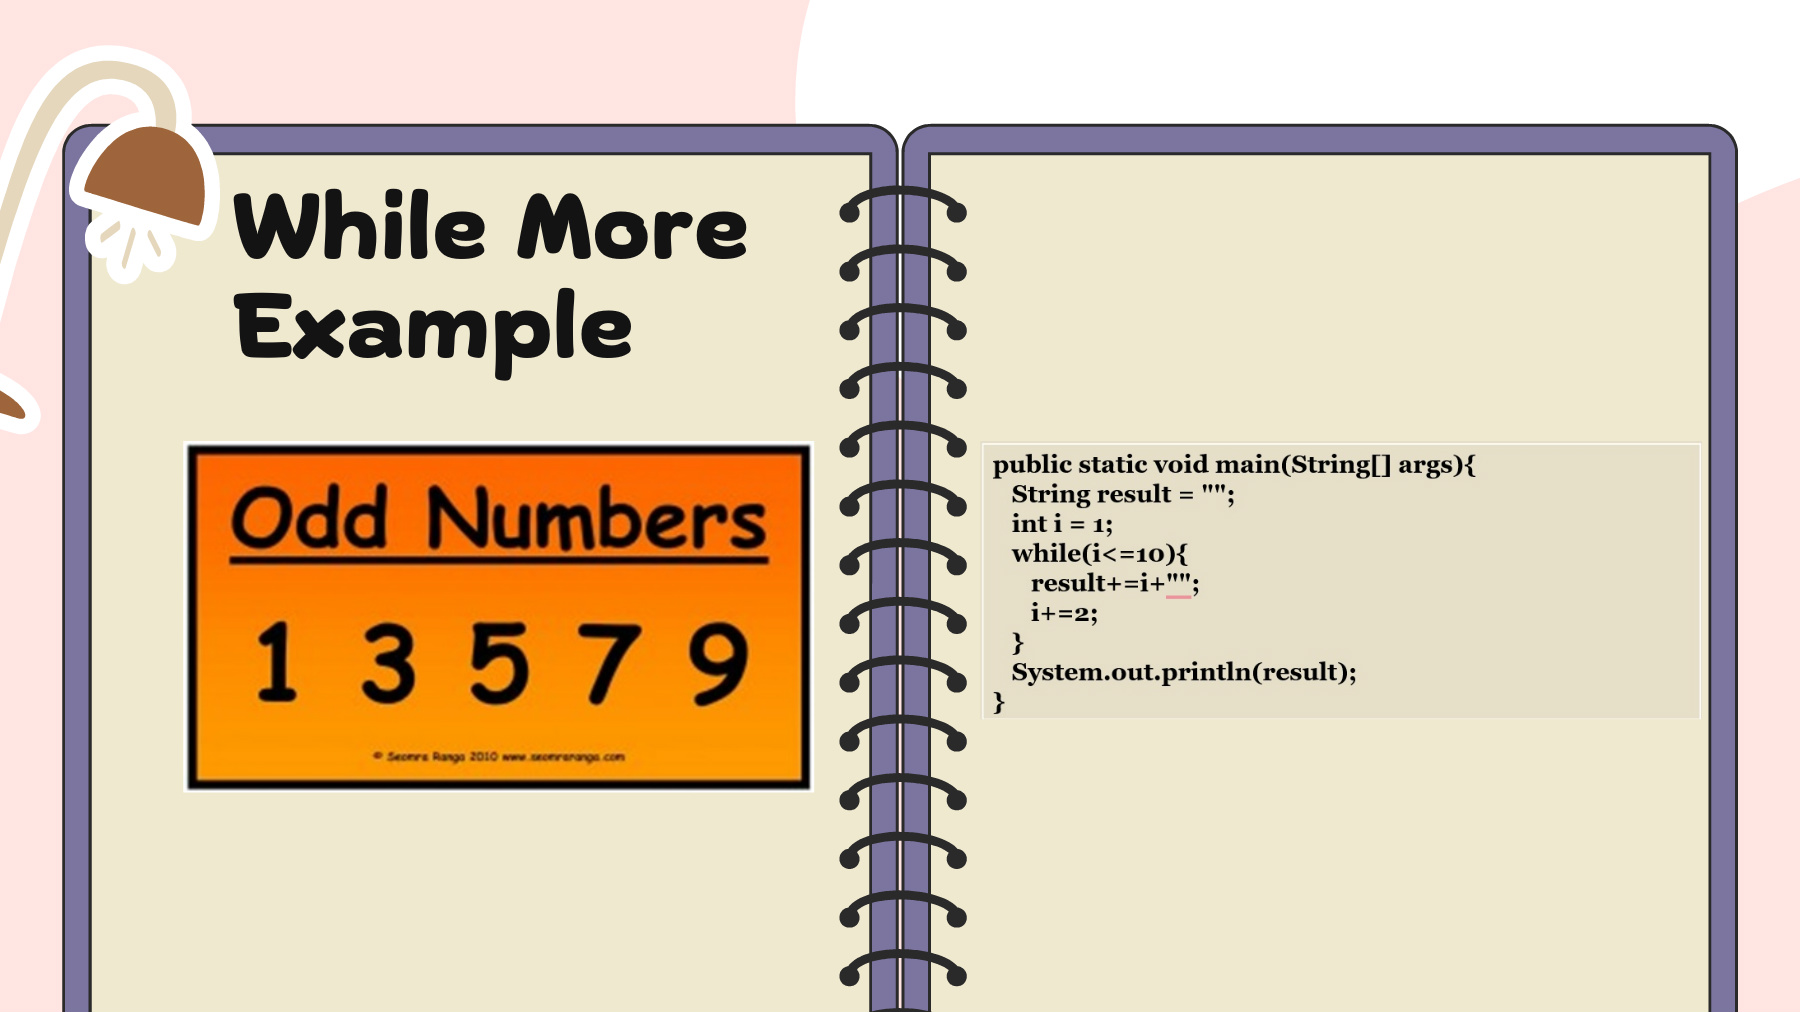 While More
Example
Odd Numbers
1 3 5 7 9
© Seomra Ranga 2010 www.seomraranga.com
public static void main(String[] args){
String result = "";
int i = 1;
while(i<=10){
result+=i+"";
i+=2;
}
System.out.println(result);
}